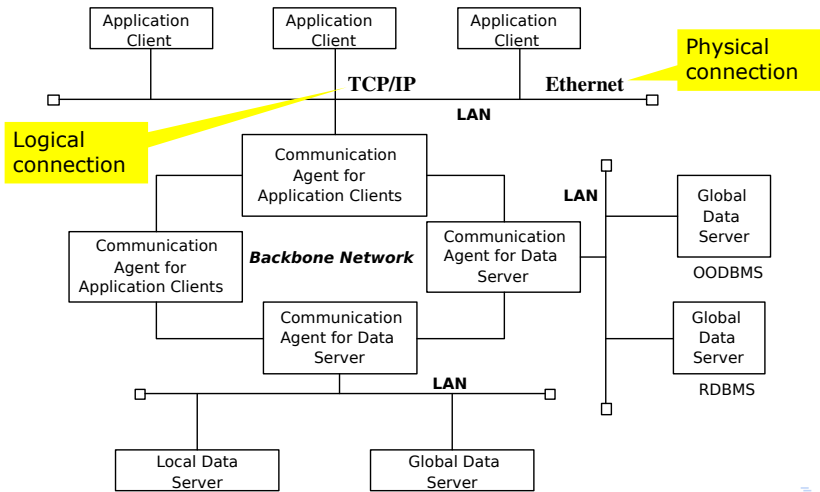 Application
Client
Application
Client
Application
Client
Physical
connection
TCP/IP
Ethernet
LAN
Logical
connection
Communication
Agent for
Application Clients
LAN
Global
Data
Server
OODBMS
Communication
Agent for
Application Clients
Backbone Network
Communication
Agent for Data
Server
Communication
Agent for Data
Server
Global
Data
Server
RDBMS
LAN
Local Data
Server
Global Data
Server